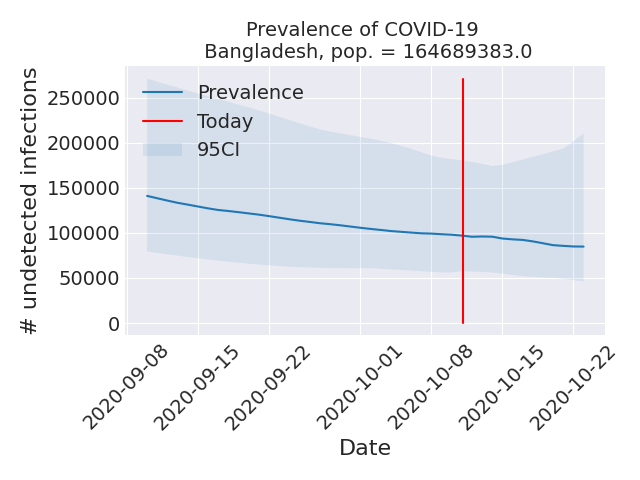 Prevalence of COVID-19
Bangladesh, pop. = 164689383.0
# undetected infections
250000
200000
150000
100000
50000
0
Prevalence
Today
95CI
2020-09-08
2020-09-15
2020-09-22
2020-10-01
2020-10-08
2020-10-15
2020-10-22
Date